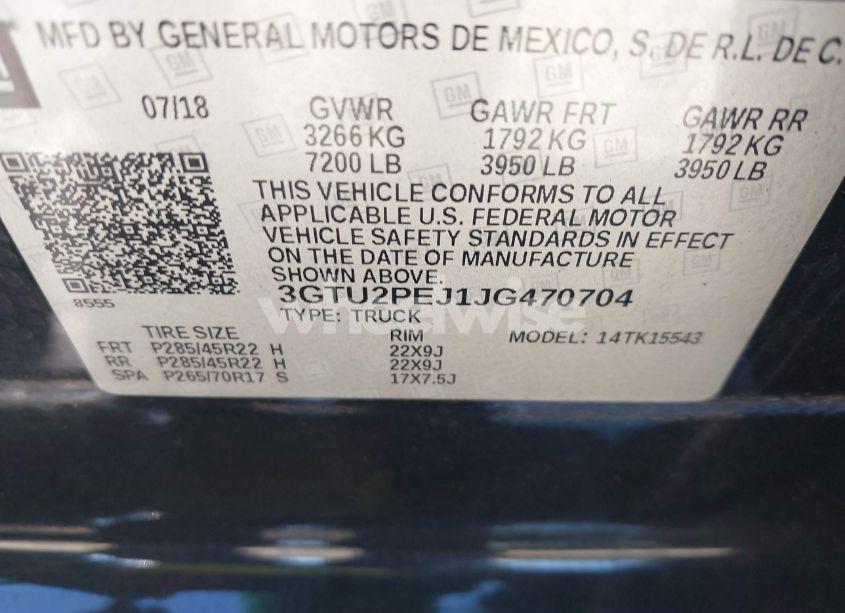 MFD BY GENERAL MOTORS DE MEXICO, S. DE R.L. DE C.
07/18 GVWR GAWR FRT GAWR RR
3266 KG 1792 KG 1792 KG
7200 LB 3950 LB 3950 LB
THIS VEHICLE CONFORMS TO ALL
APPLICABLE U.S. FEDERAL MOTOR
VEHICLE SAFETY STANDARDS IN EFFECT
ON THE DATE OF MANUFACTURE
SHOWN ABOVE.
8555
3GTU2PEJ1JG470704
TYPE: TRUCK
TIRE SIZE RIM MODEL: 14TK15543
FRT P285/45R22 H 22X9J
RR P285/45R22 H 22X9J
SPA P265/70R17 S 17X7.5J